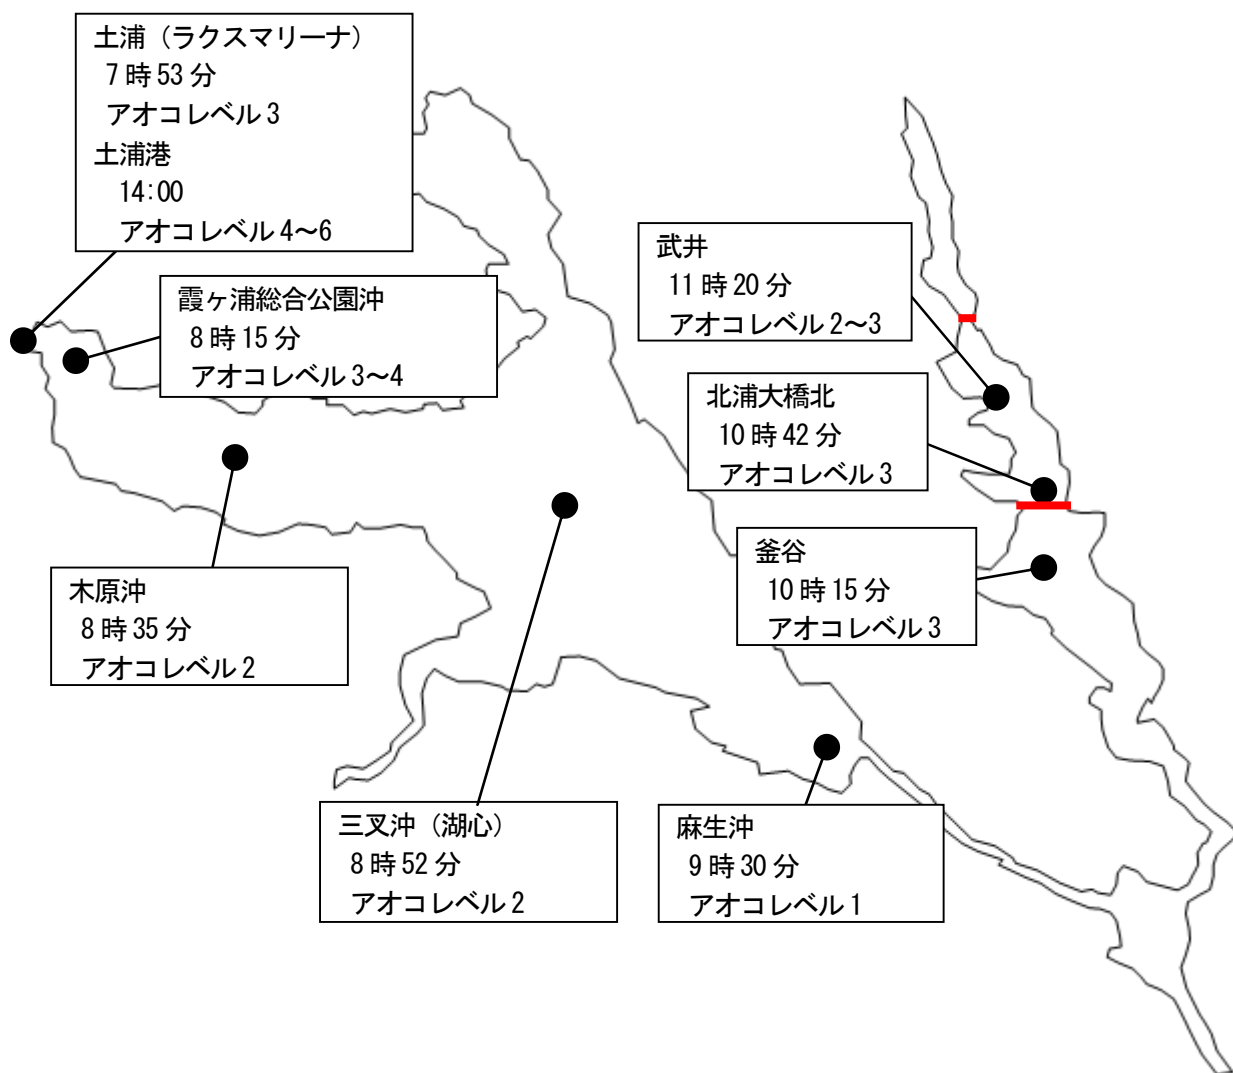 土浦（ラクスマリーナ）
7時53分
アオコレベル3
土浦港
14:00
アオコレベル4～6
霞ヶ浦総合公園沖
8時15分
アオコレベル3～4
武井
11時20分
アオコレベル2～3
北浦大橋北
10時42分
アオコレベル3
釜谷
10時15分
アオコレベル3
木原沖
8時35分
アオコレベル2
三叉沖（湖心）
8時52分
アオコレベル2
麻生沖
9時30分
アオコレベル1